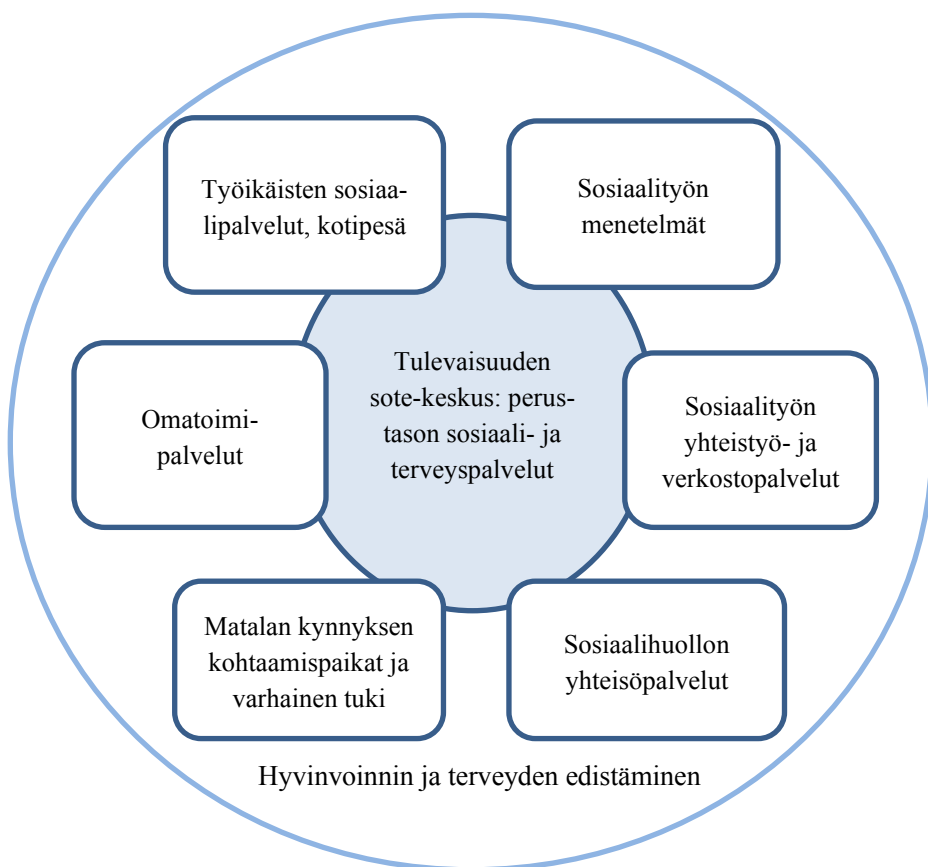 Työikäisten sosiaa-
lipalvelut, kotipesä
Sosiaalityön
menetelmät
Tulevaisuuden
sote-keskus: perus-
tason sosiaali- ja
terveyspalvelut
Omatoimi-
palvelut
Sosiaalityön
yhteistyö- ja
verkostopalvelut
Matalan kynnyksen
kohtaamispaikat ja
varhainen tuki
Sosiaalihuollon
yhteisöpalvelut
Hyvinvoinnin ja terveyden edistäminen